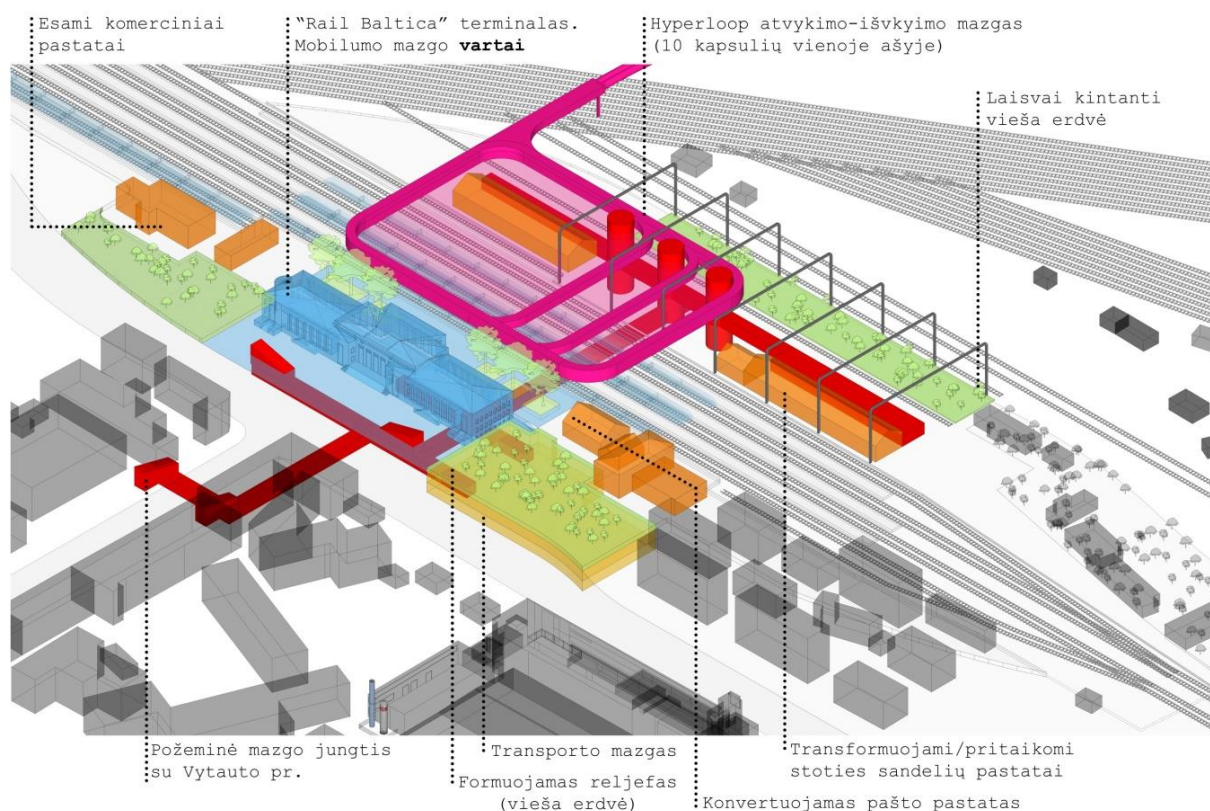 Esami komerciniai
pastatai
“Rail Baltica” terminalas.
Mobilumo mazgo vartai
Hyperloop atvykimo-išvkyimo mazgas
(10 kapsulių vienoje ašyje)
Laisvai kintanti
vieša erdvė
Požeminė mazgo jungtis
su Vytauto pr.
Transporto mazgas
Formuojamas reljefas
(vieša erdvė)
Transformuojami/pritaikomi
stoties sandelių pastatai
Konvertuojamas pašto pastatas